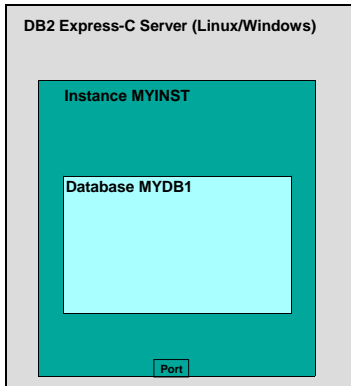 DB2 Express-C Server (Linux/Windows)
Instance MYINST
Database MYDB1
Port